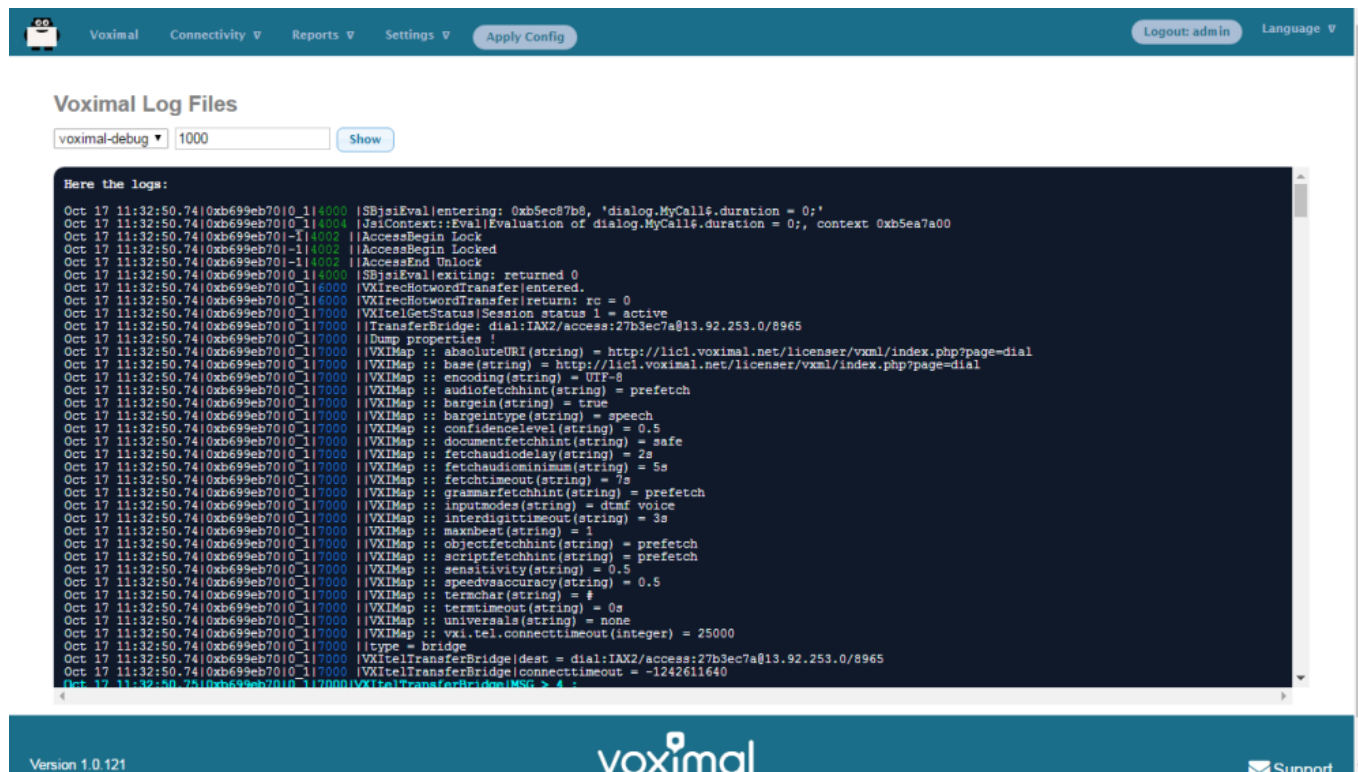 Voximal Connectivity ∇ Reports ∇ Settings ∇ Apply Config Logout: admin Language ∇
Voximal Log Files
voximal-debug ▼ 1000 Show
Here the logs:
Oct 17 11:32:50.74|0xb699eb70|0_1|4000 |SBjsiEval|entering: 0xb5ec87b8, 'dialog.MyCall$.duration = 0;'
Oct 17 11:32:50.74|0xb699eb70|0_1|4004 |JsiContext::Eval|Evaluation of dialog.MyCall$.duration = 0;, context 0xb5ea7a00
Oct 17 11:32:50.74|0xb699eb70|-1|4002 ||AccessBegin Lock
Oct 17 11:32:50.74|0xb699eb70|-1|4002 ||AccessBegin Locked
Oct 17 11:32:50.74|0xb699eb70|-1|4002 ||AccessEnd Unlock
Oct 17 11:32:50.74|0xb699eb70|0_1|4000 |SBjsiEval|exiting: returned 0
Oct 17 11:32:50.74|0xb699eb70|0_1|6000 |VXIrecHotwordTransfer|entered.
Oct 17 11:32:50.74|0xb699eb70|0_1|6000 |VXIrecHotwordTransfer|return: rc = 0
Oct 17 11:32:50.74|0xb699eb70|0_1|7000 |VXItelGetStatus|Session status 1 = active
Oct 17 11:32:50.74|0xb699eb70|0_1|7000 ||TransferBridge: dial:IAX2/access:27b3ec7a@13.92.253.0/8965
Oct 17 11:32:50.74|0xb699eb70|0_1|7000 ||Dump properties !
Oct 17 11:32:50.74|0xb699eb70|0_1|7000 ||VXIMap :: absoluteURI(string) = http://lic1.voximal.net/licenser/vxml/index.php?page=dial
Oct 17 11:32:50.74|0xb699eb70|0_1|7000 ||VXIMap :: base(string) = http://lic1.voximal.net/licenser/vxml/index.php?page=dial
Oct 17 11:32:50.74|0xb699eb70|0_1|7000 ||VXIMap :: encoding(string) = UTF-8
Oct 17 11:32:50.74|0xb699eb70|0_1|7000 ||VXIMap :: audiofetchhint(string) = prefetch
Oct 17 11:32:50.74|0xb699eb70|0_1|7000 ||VXIMap :: bargein(string) = true
Oct 17 11:32:50.74|0xb699eb70|0_1|7000 ||VXIMap :: bargeintype(string) = speech
Oct 17 11:32:50.74|0xb699eb70|0_1|7000 ||VXIMap :: confidencelevel(string) = 0.5
Oct 17 11:32:50.74|0xb699eb70|0_1|7000 ||VXIMap :: documentfetchhint(string) = safe
Oct 17 11:32:50.74|0xb699eb70|0_1|7000 ||VXIMap :: fetchaudiodelay(string) = 2s
Oct 17 11:32:50.74|0xb699eb70|0_1|7000 ||VXIMap :: fetchaudiominimum(string) = 5s
Oct 17 11:32:50.74|0xb699eb70|0_1|7000 ||VXIMap :: fetchtimeout(string) = 7s
Oct 17 11:32:50.74|0xb699eb70|0_1|7000 ||VXIMap :: grammarfetchhint(string) = prefetch
Oct 17 11:32:50.74|0xb699eb70|0_1|7000 ||VXIMap :: inputmodes(string) = dtmf voice
Oct 17 11:32:50.74|0xb699eb70|0_1|7000 ||VXIMap :: interdigittimeout(string) = 3s
Oct 17 11:32:50.74|0xb699eb70|0_1|7000 ||VXIMap :: maxnbest(string) = 1
Oct 17 11:32:50.74|0xb699eb70|0_1|7000 ||VXIMap :: objectfetchhint(string) = prefetch
Oct 17 11:32:50.74|0xb699eb70|0_1|7000 ||VXIMap :: scriptfetchhint(string) = prefetch
Oct 17 11:32:50.74|0xb699eb70|0_1|7000 ||VXIMap :: sensitivity(string) = 0.5
Oct 17 11:32:50.74|0xb699eb70|0_1|7000 ||VXIMap :: speedvsaccuracy(string) = 0.5
Oct 17 11:32:50.74|0xb699eb70|0_1|7000 ||VXIMap :: termchar(string) = #
Oct 17 11:32:50.74|0xb699eb70|0_1|7000 ||VXIMap :: termtimeout(string) = 0s
Oct 17 11:32:50.74|0xb699eb70|0_1|7000 ||VXIMap :: universals(string) = none
Oct 17 11:32:50.74|0xb699eb70|0_1|7000 ||VXIMap :: vxi.tel.connecttimeout(integer) = 25000
Oct 17 11:32:50.74|0xb699eb70|0_1|7000 ||type = bridge
Oct 17 11:32:50.74|0xb699eb70|0_1|7000 |VXItelTransferBridge|dest = dial:IAX2/access:27b3ec7a@13.92.253.0/8965
Oct 17 11:32:50.74|0xb699eb70|0_1|7000 |VXItelTransferBridge|connecttimeout = -1242611640
Oct 17 11:32:50.75|0xb699eb70|0_1|7000|VXItelTransferBridge|MSG > 4 :
Version 1.0.121 voximal Support